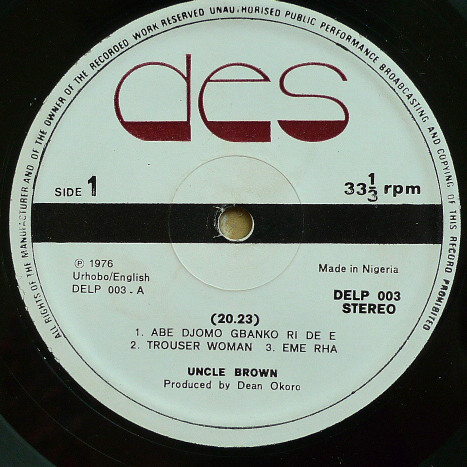 ALL RIGHTS OF THE MANUFACTURER AND OF THE OWNER OF THE RECORDED WORK RESERVED UNAUTHORISED PUBLIC PERFORMANCE BROADCASTING AND COPYING OF THIS RECORD PROHIBITED
des
SIDE 1
33 1/3 rpm
℗ 1976
Urhobo/English
DELP 003 - A
Made in Nigeria
DELP 003
STEREO
(20.23)
1. ABE DJOMO GBANKO RI DE E
2. TROUSER WOMAN 3. EME RHA
UNCLE BROWN
Produced by Dean Okoro